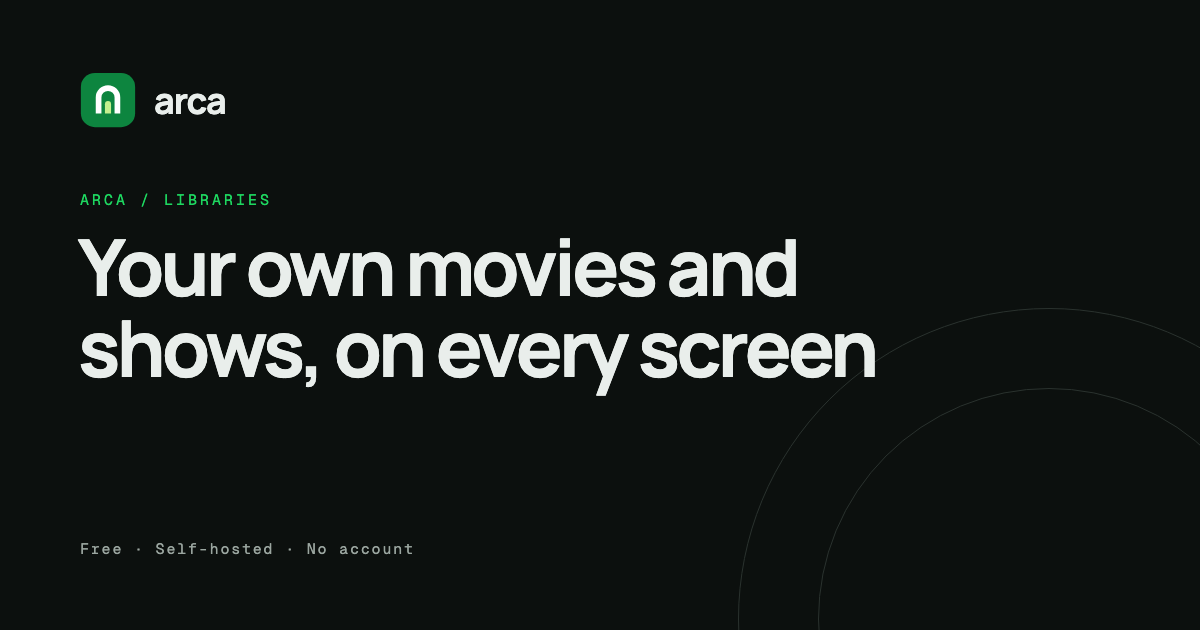 arca
ARCA / LIBRARIES
Your own movies and
shows, on every screen
Free · Self-hosted · No account